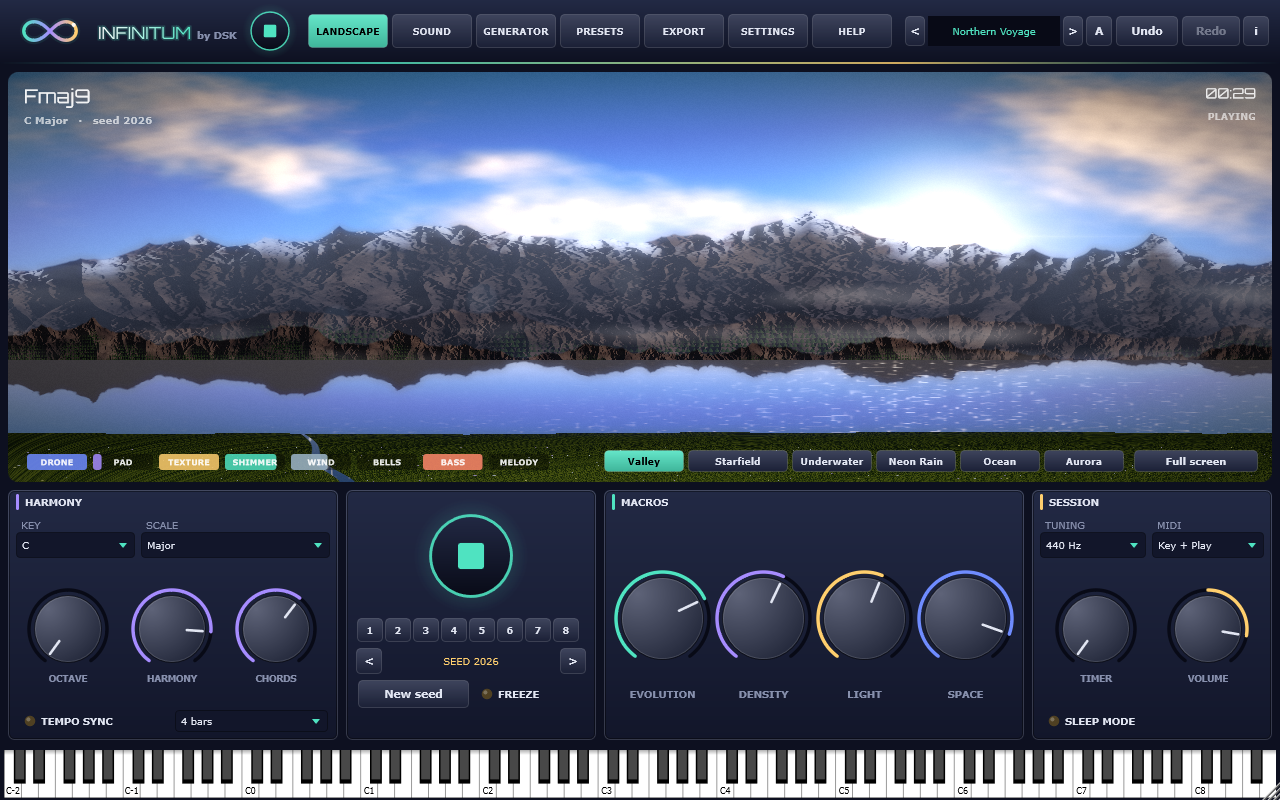 INFINITUM by DSK
LANDSCAPE SOUND GENERATOR PRESETS EXPORT SETTINGS HELP < Northern Voyage > A Undo Redo i
Fmaj9
C Major · seed 2026
00:29
PLAYING
DRONE PAD TEXTURE SHIMMER WIND BELLS BASS MELODY
Valley Starfield Underwater Neon Rain Ocean Aurora Full screen
HARMONY
KEY SCALE
C Major
OCTAVE HARMONY CHORDS
TEMPO SYNC 4 bars
1 2 3 4 5 6 7 8
< SEED 2026 >
New seed FREEZE
MACROS
EVOLUTION DENSITY LIGHT SPACE
SESSION
TUNING MIDI
440 Hz Key + Play
TIMER VOLUME
SLEEP MODE
C-2 C-1 C0 C1 C2 C3 C4 C5 C6 C7 C8